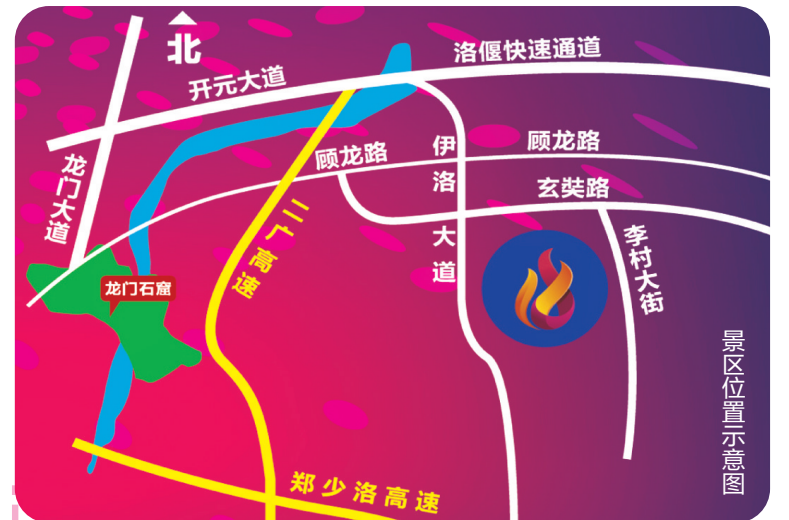 北
洛偃快速通道
开元大道
龙门大道
顾龙路
伊洛大道
顾龙路
玄奘路
二广高速
李村大街
龙门石窟
景区位置示意图
郑少洛高速